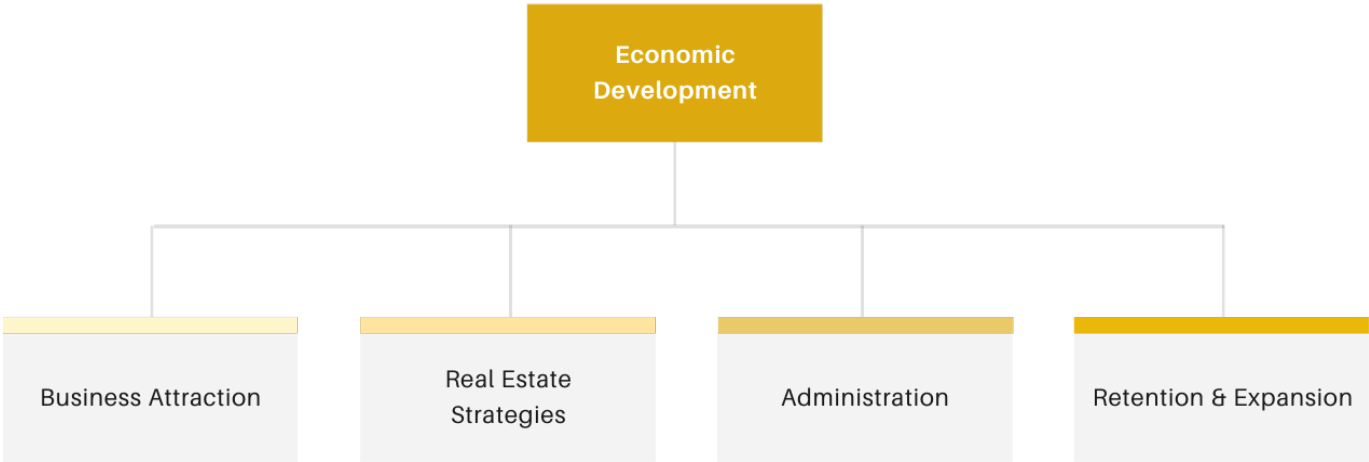 Economic
Development
Business Attraction
Real Estate
Strategies
Administration
Retention & Expansion